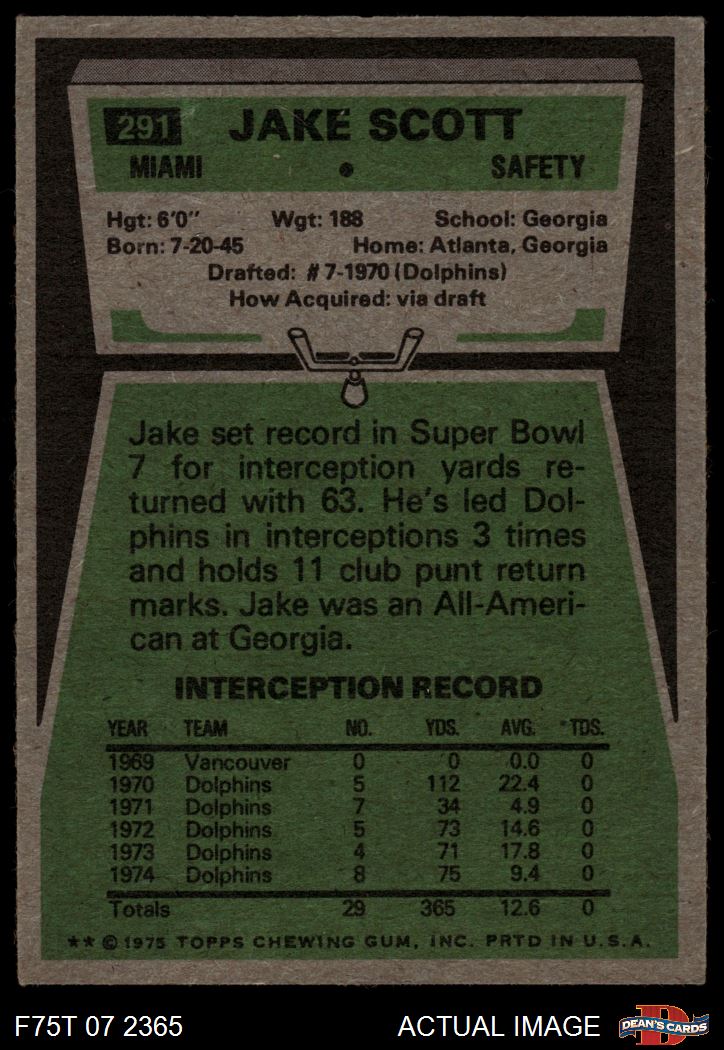 291 JAKE SCOTT
MIAMI • SAFETY
Hgt: 6'0" Wgt: 188 School: Georgia
Born: 7-20-45 Home: Atlanta, Georgia
Drafted: #7-1970 (Dolphins)
How Acquired: via draft
Jake set record in Super Bowl
7 for interception yards re-
turned with 63. He's led Dol-
phins in interceptions 3 times
and holds 11 club punt return
marks. Jake was an All-Ameri-
can at Georgia.
INTERCEPTION RECORD
YEAR TEAM NO. YDS. AVG. TDS.
1969 Vancouver 0 0 0.0 0
1970 Dolphins 5 112 22.4 0
1971 Dolphins 7 34 4.9 0
1972 Dolphins 5 73 14.6 0
1973 Dolphins 4 71 17.8 0
1974 Dolphins 8 75 9.4 0
Totals 29 365 12.6 0
** © 1975 TOPPS CHEWING GUM, INC. PRTD IN U.S.A.
F75T 07 2365 ACTUAL IMAGE D DEAN'S CARDS